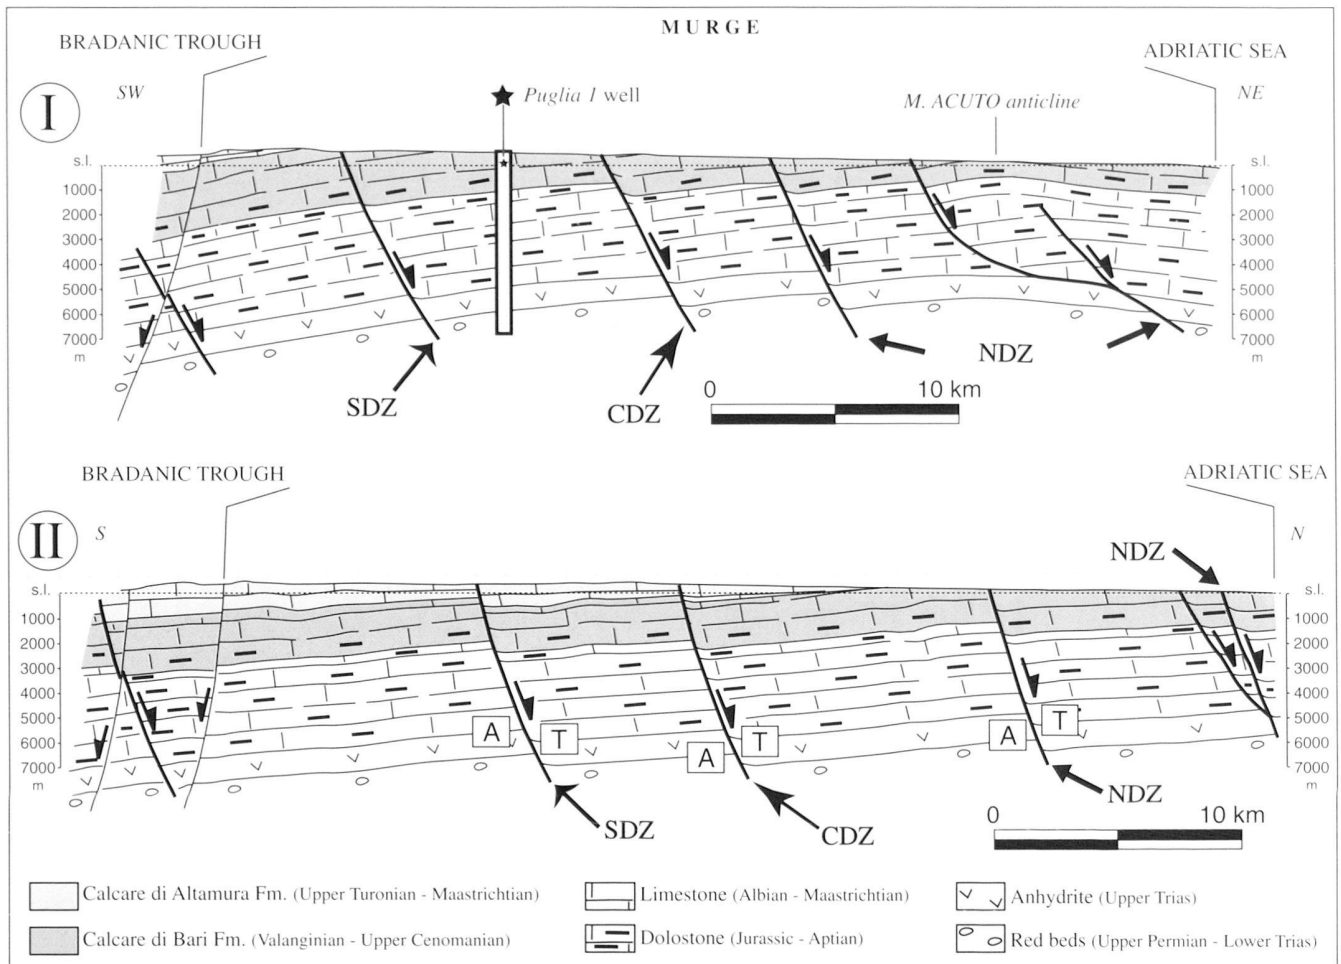 MURGE
BRADANIC TROUGH
ADRIATIC SEA
I
SW
Puglia 1 well
M. ACUTO anticline
NE
s.l.
1000
2000
3000
4000
5000
6000
7000
m
s.l.
1000
2000
3000
4000
5000
6000
7000
m
SDZ
CDZ
NDZ
0 10 km
BRADANIC TROUGH
ADRIATIC SEA
II
S
N
NDZ
s.l.
1000
2000
3000
4000
5000
6000
7000
m
s.l.
1000
2000
3000
4000
5000
6000
7000
m
A T
A T
A T
SDZ
CDZ
NDZ
0 10 km
Calcare di Altamura Fm. (Upper Turonian - Maastrichtian)
Limestone (Albian - Maastrichtian)
Anhydrite (Upper Trias)
Calcare di Bari Fm. (Valanginian - Upper Cenomanian)
Dolostone (Jurassic - Aptian)
Red beds (Upper Permian - Lower Trias)